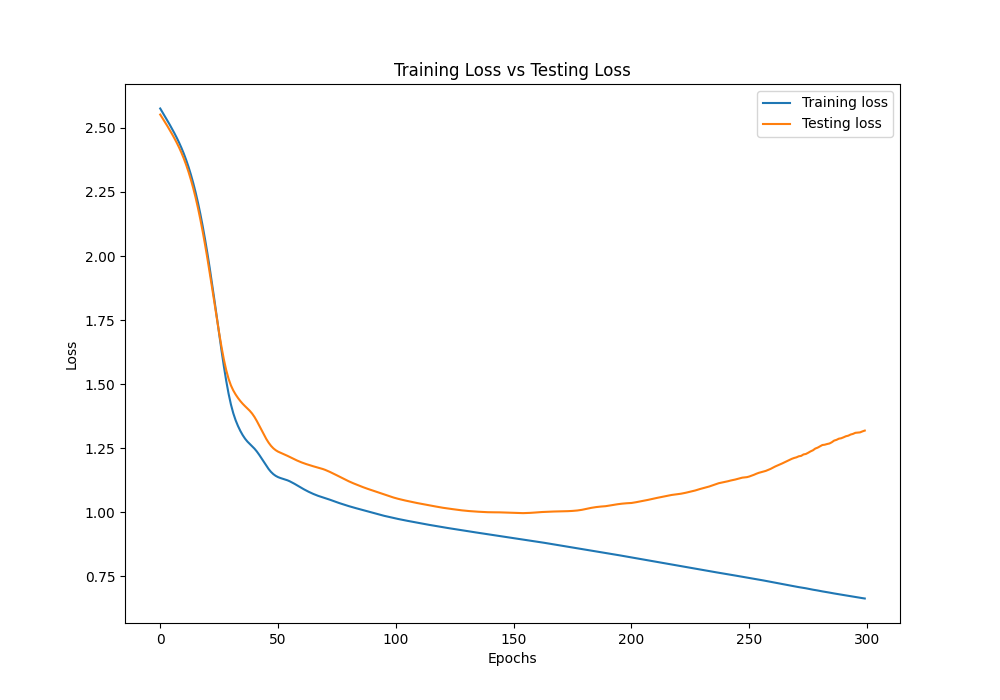 Training Loss vs Testing Loss
Training loss
Testing loss
2.50
2.25
2.00
1.75
1.50
1.25
1.00
0.75
Loss
0 50 100 150 200 250 300
Epochs